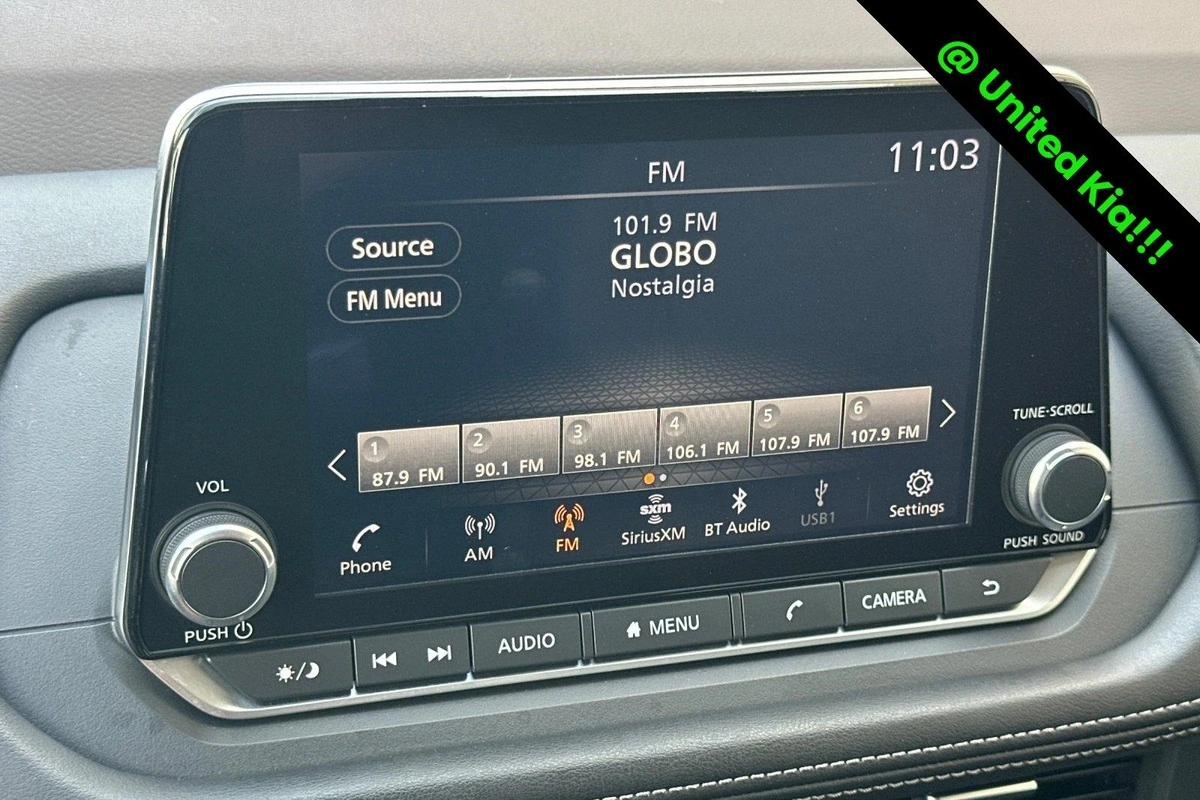 @ United Kia!!!
11:03
FM
101.9 FM
GLOBO
Nostalgia
Source
FM Menu
1
87.9 FM
2
90.1 FM
3
98.1 FM
4
106.1 FM
5
107.9 FM
6
107.9 FM
TUNE·SCROLL
PUSH SOUND
VOL
PUSH
Phone
AM
FM
sxm
SiriusXM
BT Audio
USB1
Settings
AUDIO
MENU
CAMERA